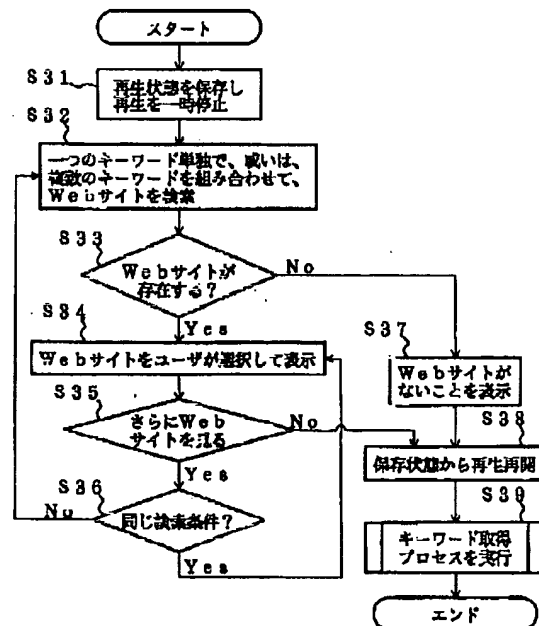 スタート
S31
再生状態を保存し
再生を一時停止
S32
一つのキーワード単独で、或いは、
複数のキーワードを組み合わせて、
Webサイトを検索
S33
Webサイトが
存在する？
No
Yes
S34
Webサイトをユーザが選択して表示
S35
さらにWeb
サイトを見る
No
Yes
S36
同じ検索条件？
No
Yes
S37
Webサイトが
ないことを表示
S38
保存状態から再生再開
S39
キーワード取得
プロセスを実行
エンド